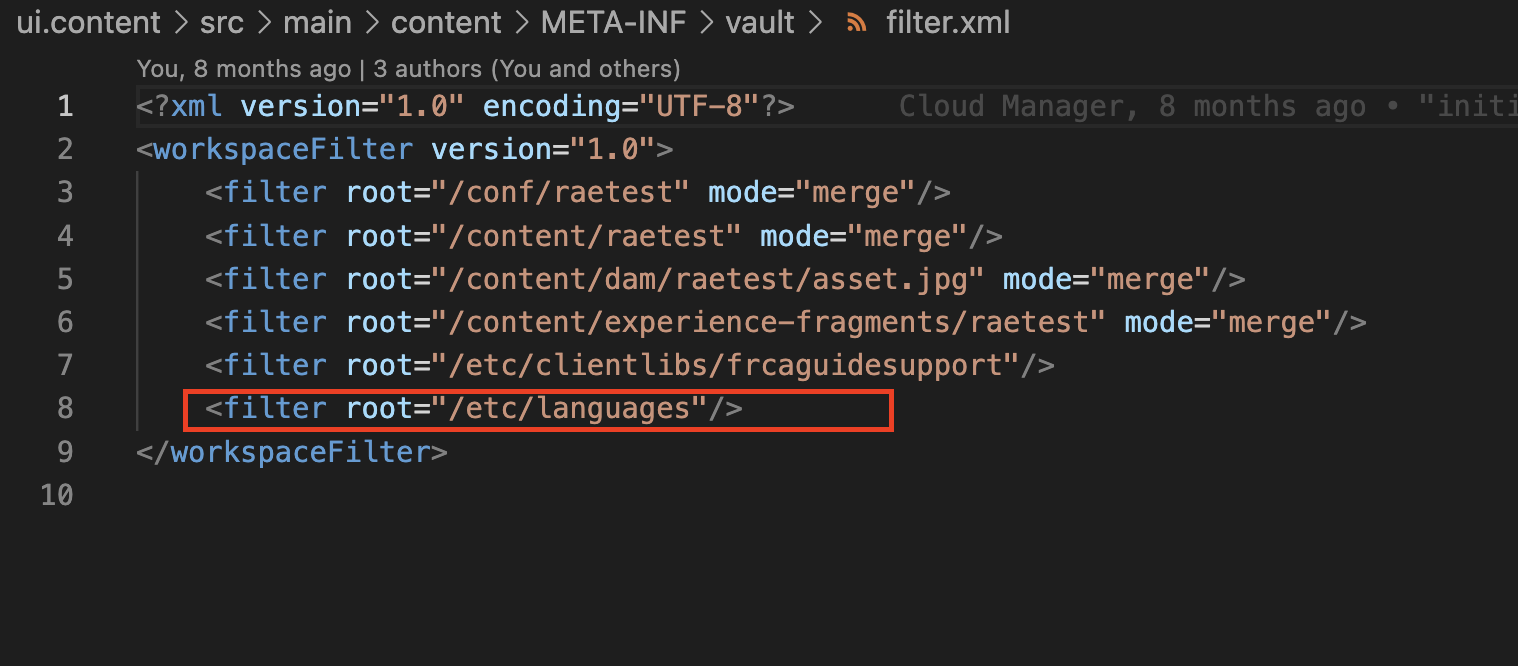 ui.content > src > main > content > META-INF > vault > filter.xml
You, 8 months ago | 3 authors (You and others)
1 <?xml version="1.0" encoding="UTF-8"?> Cloud Manager, 8 months ago • "initi
2 <workspaceFilter version="1.0">
3 <filter root="/conf/raetest" mode="merge"/>
4 <filter root="/content/raetest" mode="merge"/>
5 <filter root="/content/dam/raetest/asset.jpg" mode="merge"/>
6 <filter root="/content/experience-fragments/raetest" mode="merge"/>
7 <filter root="/etc/clientlibs/frcaguidesupport"/>
8 <filter root="/etc/languages"/>
9 </workspaceFilter>
10